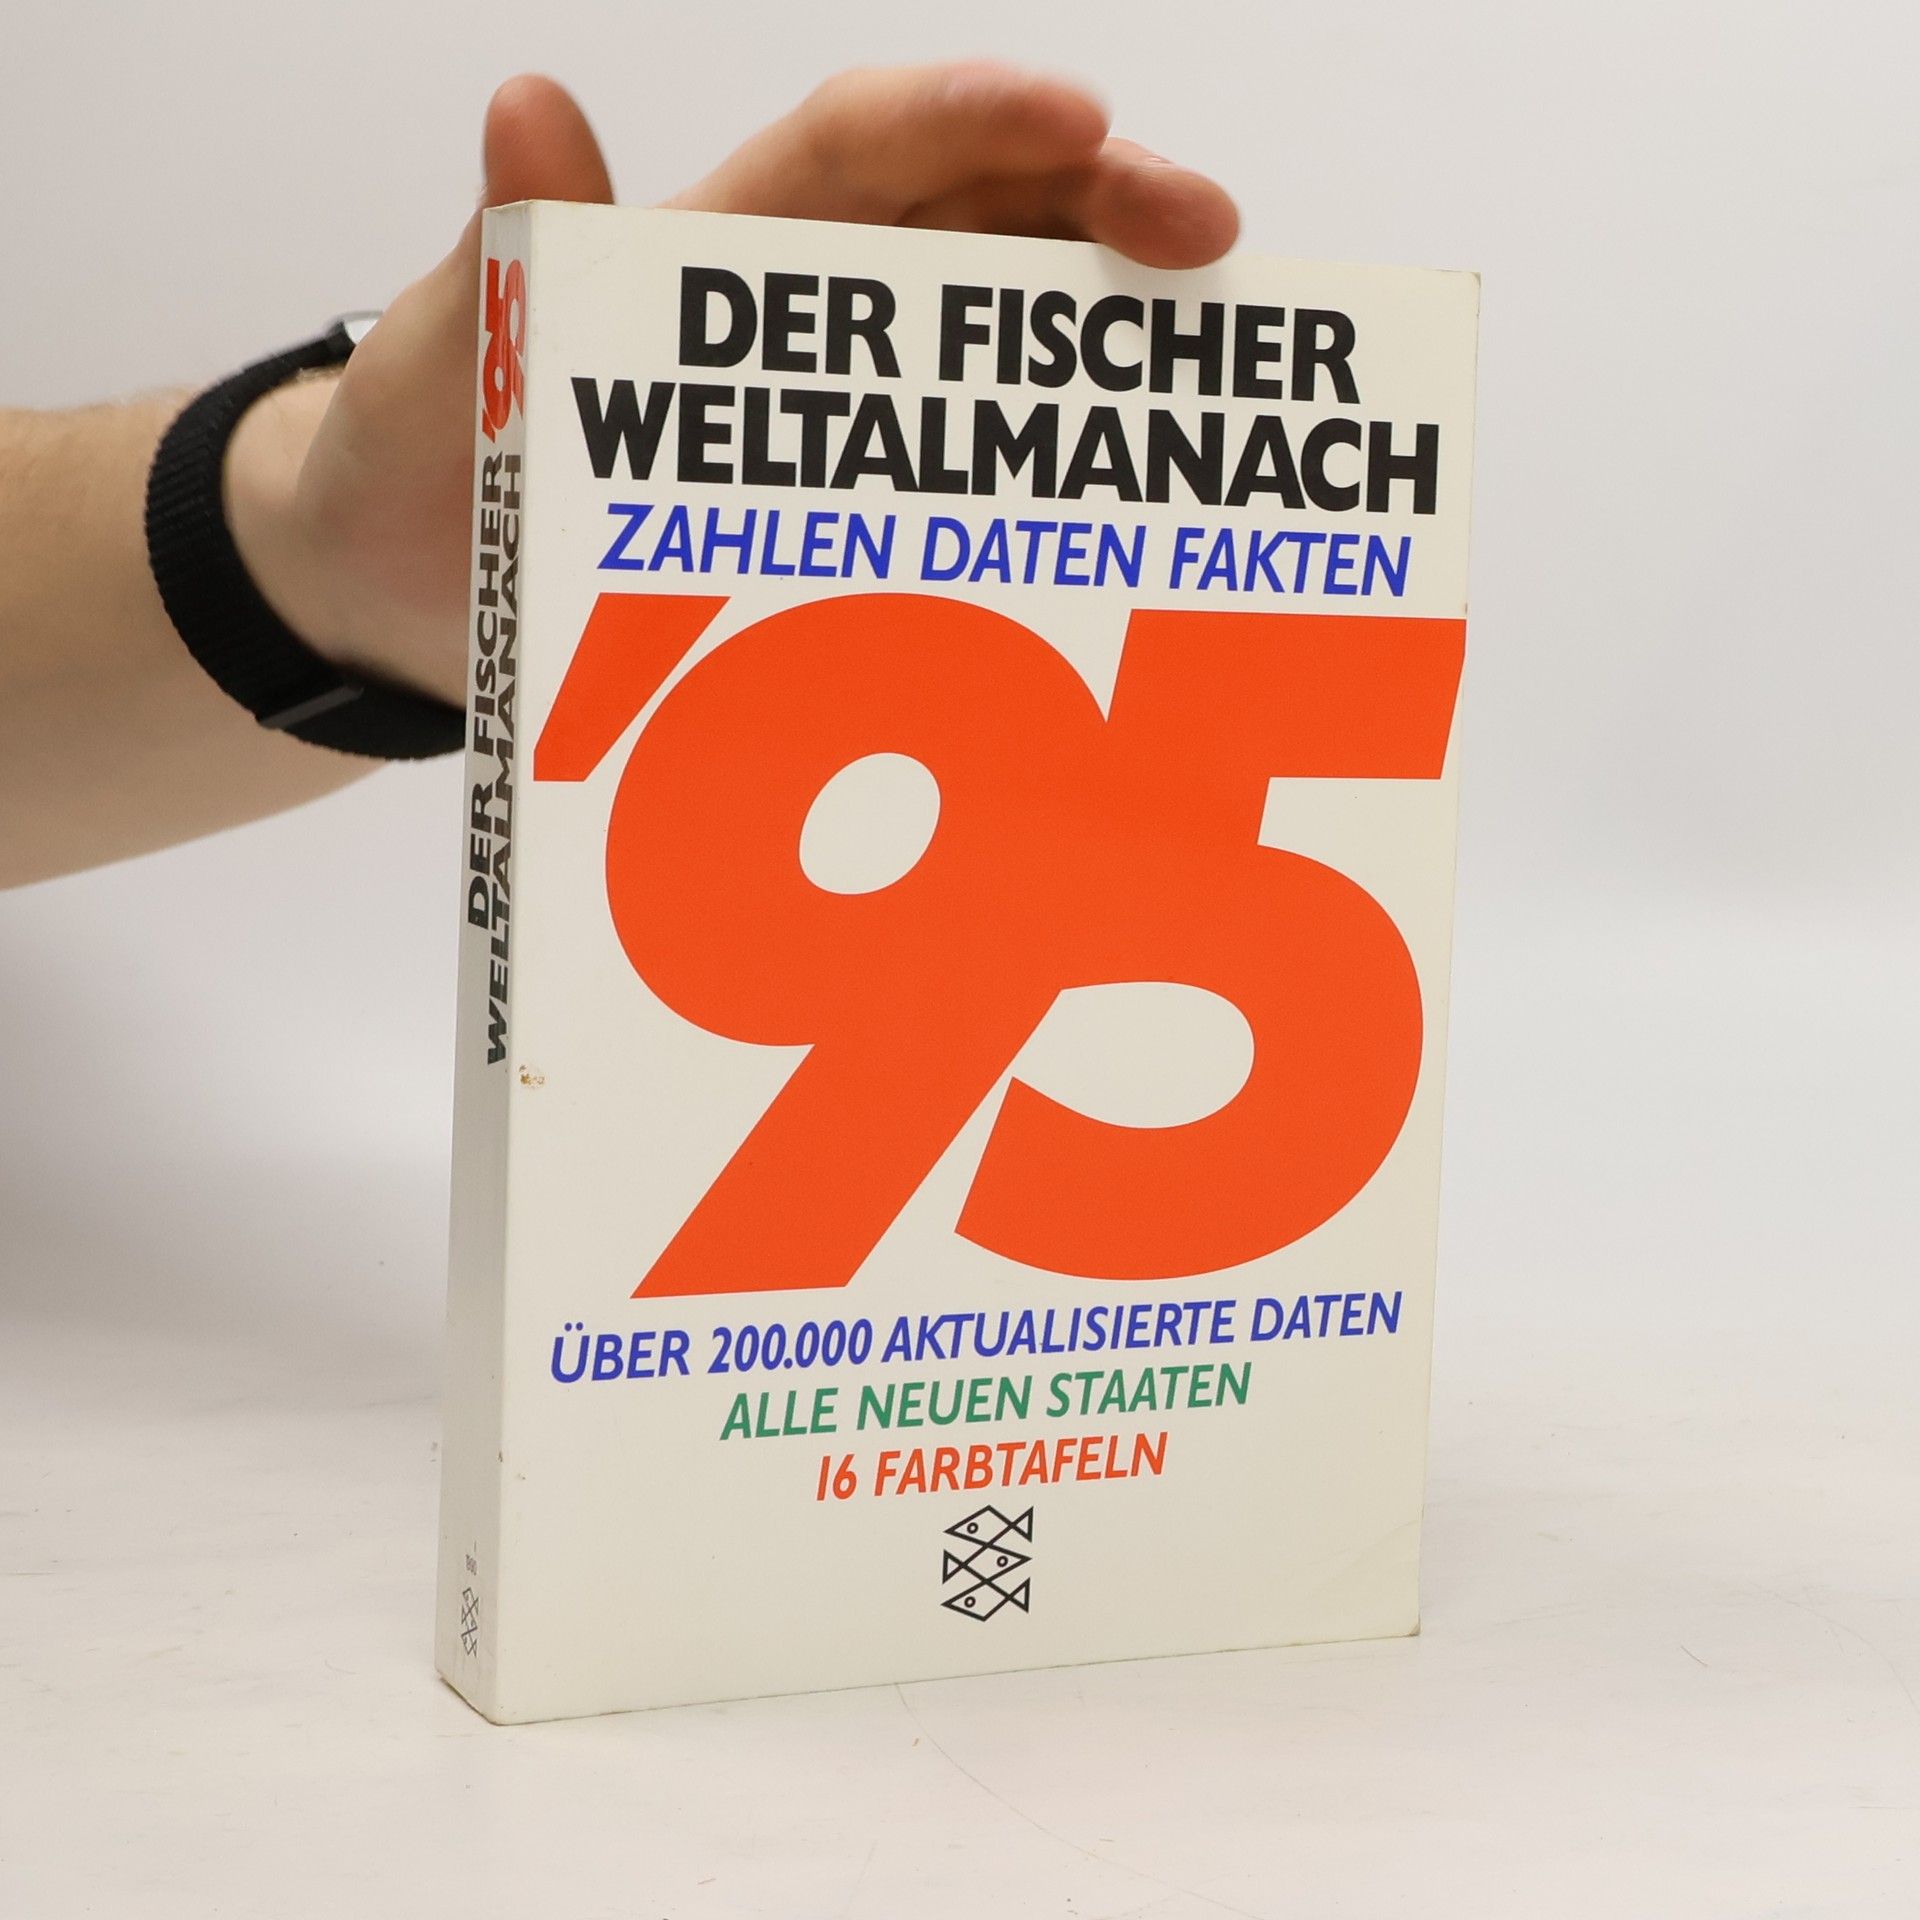 DER FISCHER
WELTALMANACH
ZAHLEN DATEN FAKTEN
'95
ÜBER 200.000 AKTUALISIERTE DATEN
ALLE NEUEN STAATEN
16 FARBTAFELN
DER FISCHER
WELTALMANACH
'95